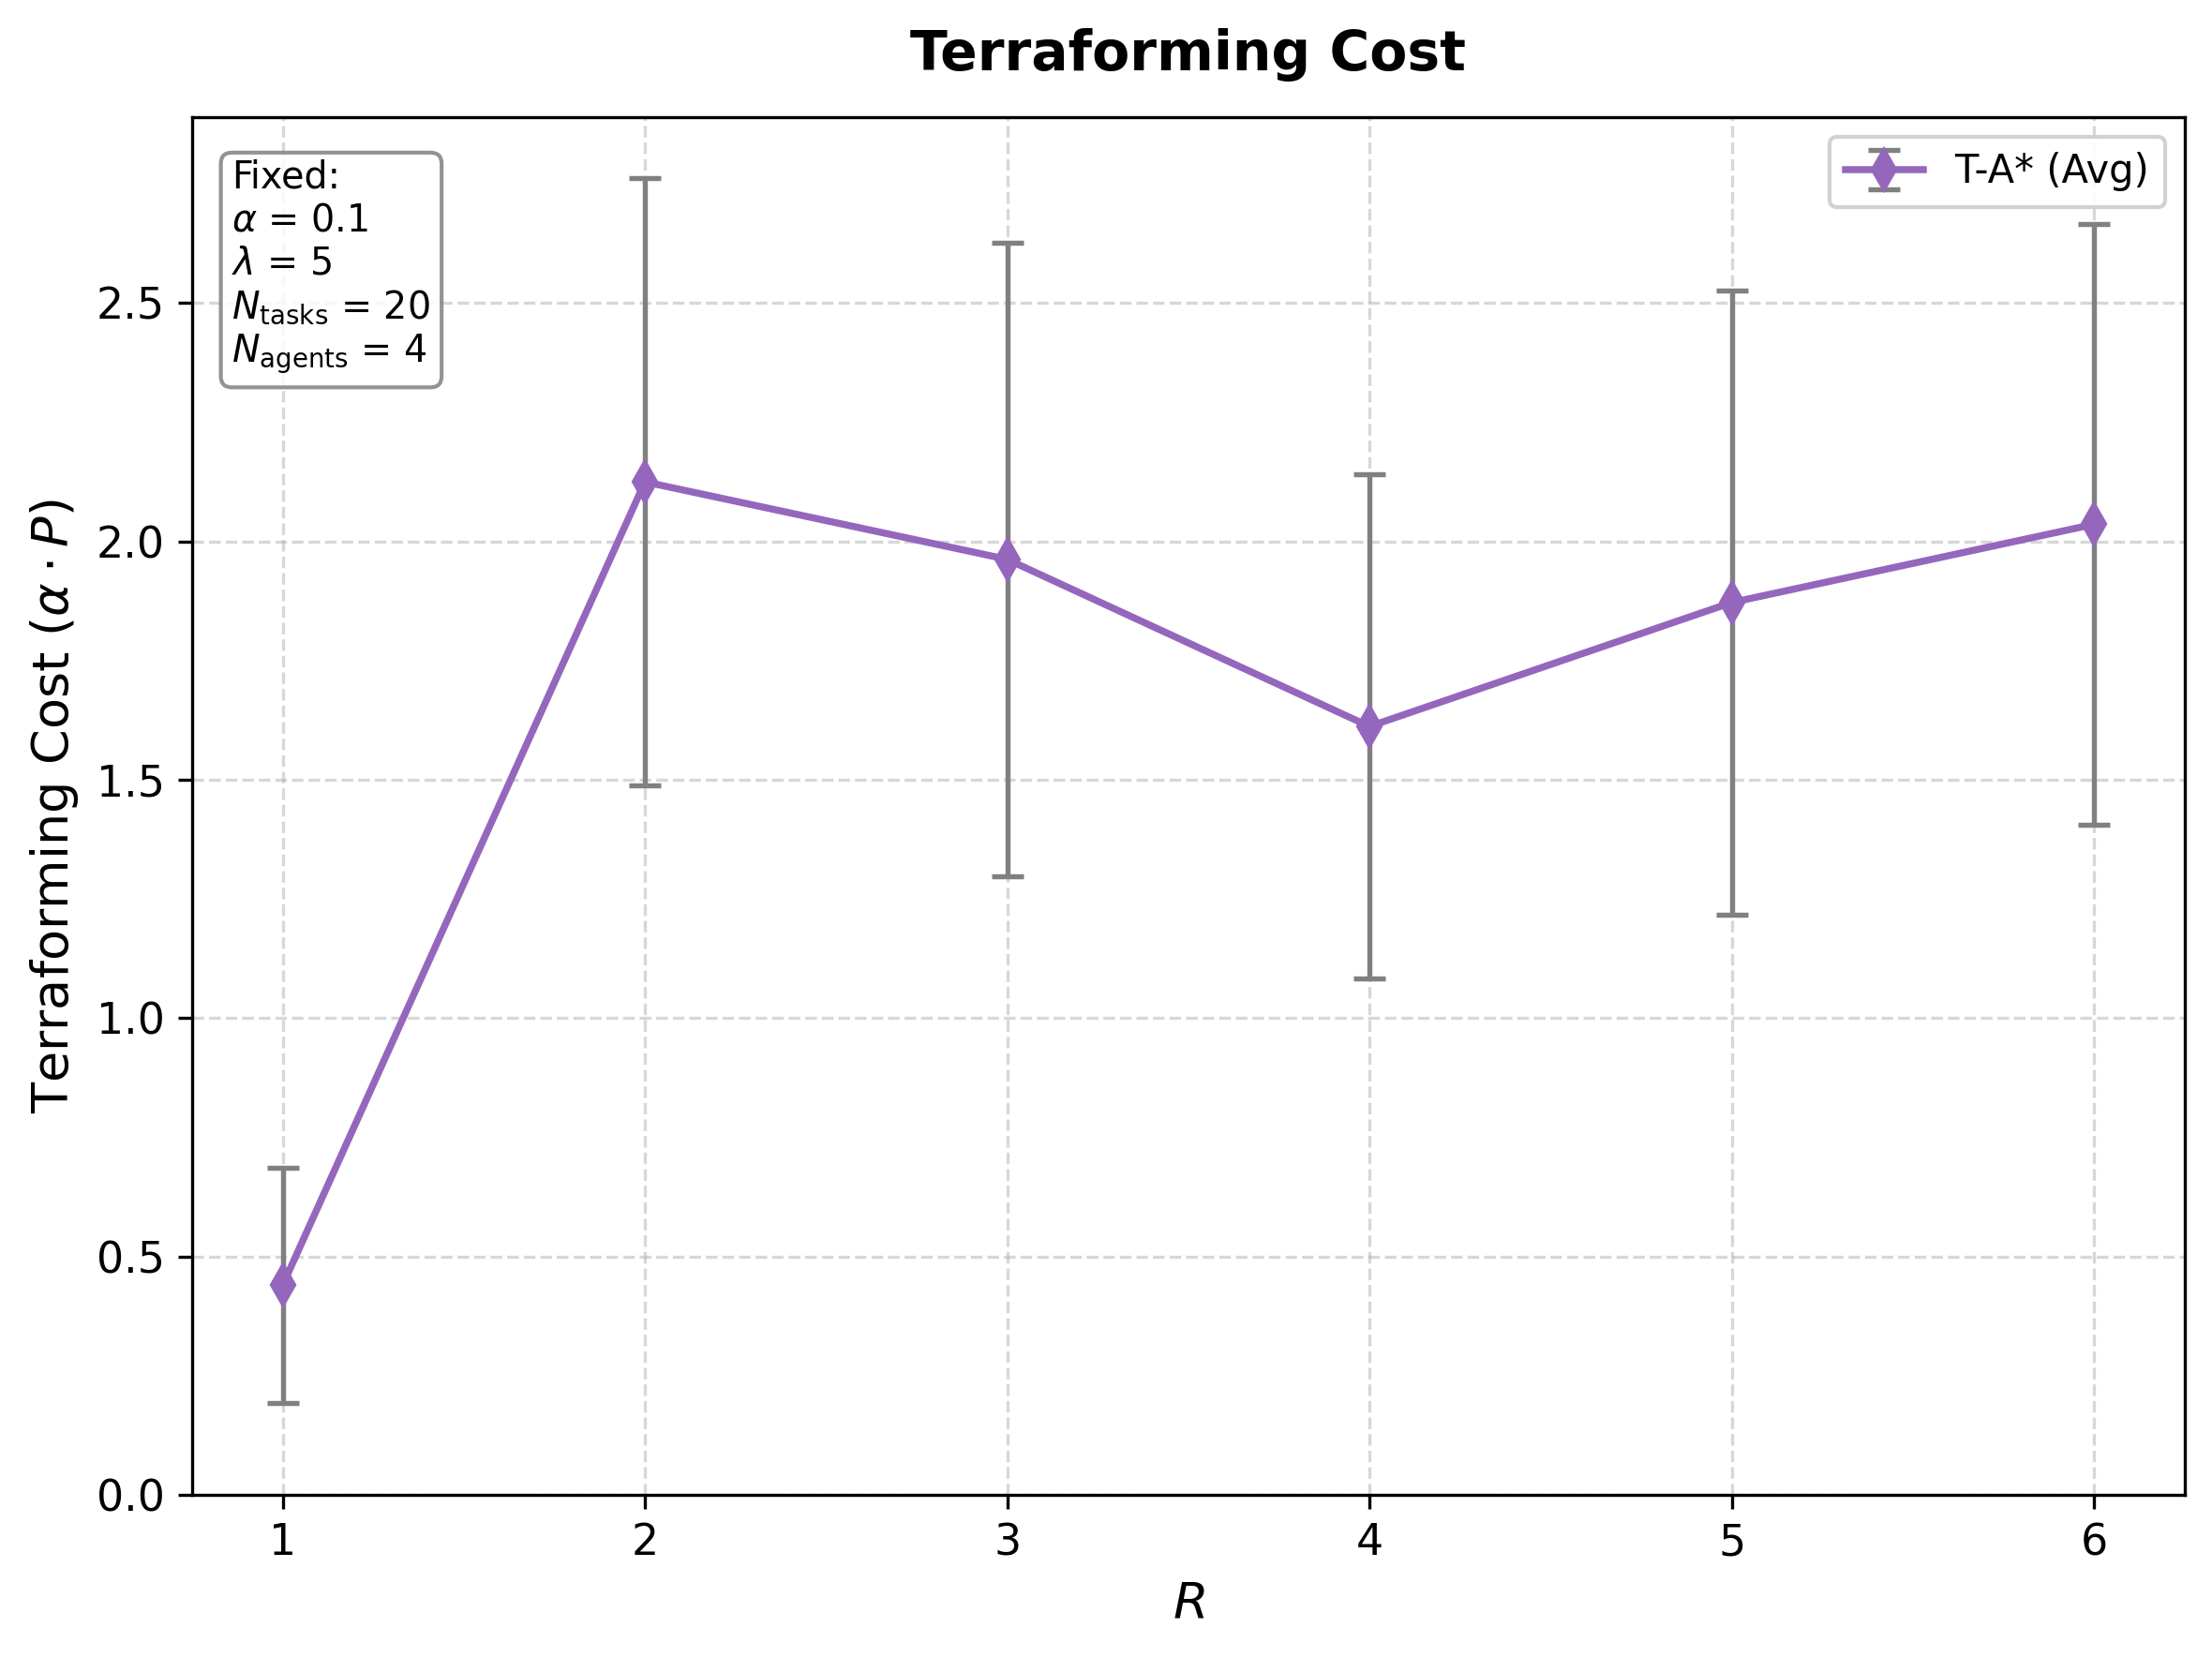 Terraforming Cost
Fixed:
α = 0.1
λ = 5
N_tasks = 20
N_agents = 4
T-A* (Avg)
Terraforming Cost (α · P)
2.5
2.0
1.5
1.0
0.5
0.0
1 2 3 4 5 6
R